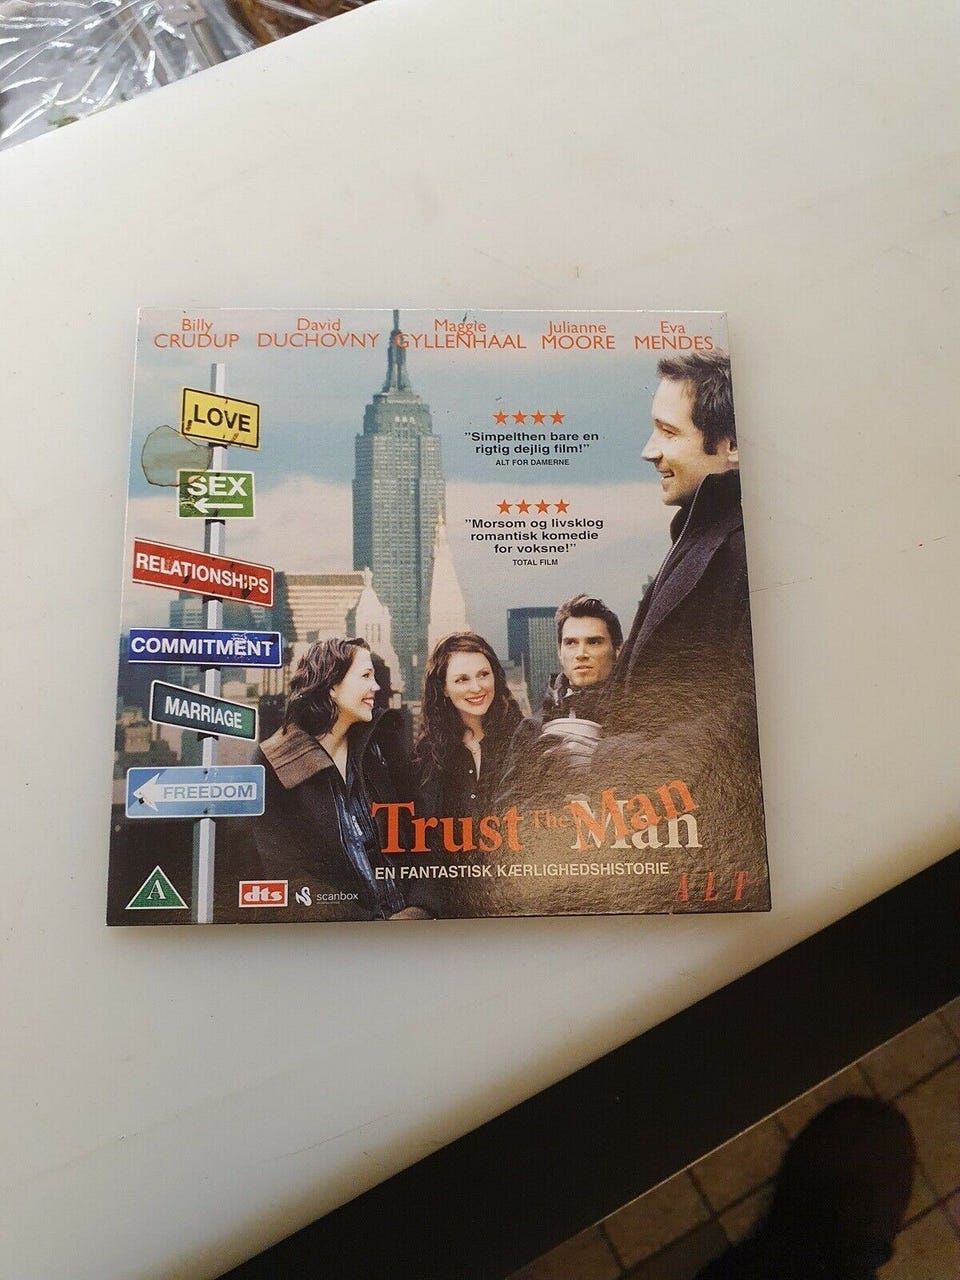 Billy
CRUDUP
David
DUCHOVNY
Maggie
GYLLENHAAL
Julianne
MOORE
Eva
MENDES
LOVE
SEX
RELATIONSHIPS
COMMITMENT
MARRIAGE
FREEDOM
"Simpelthen bare en
rigtig dejlig film!"
ALT FOR DAMERNE
"Morsom og livsklog
romantisk komedie
for voksne!"
TOTAL FILM
Trust The Man Man
EN FANTASTISK KÆRLIGHEDSHISTORIE
A
dts
scanbox
ALT